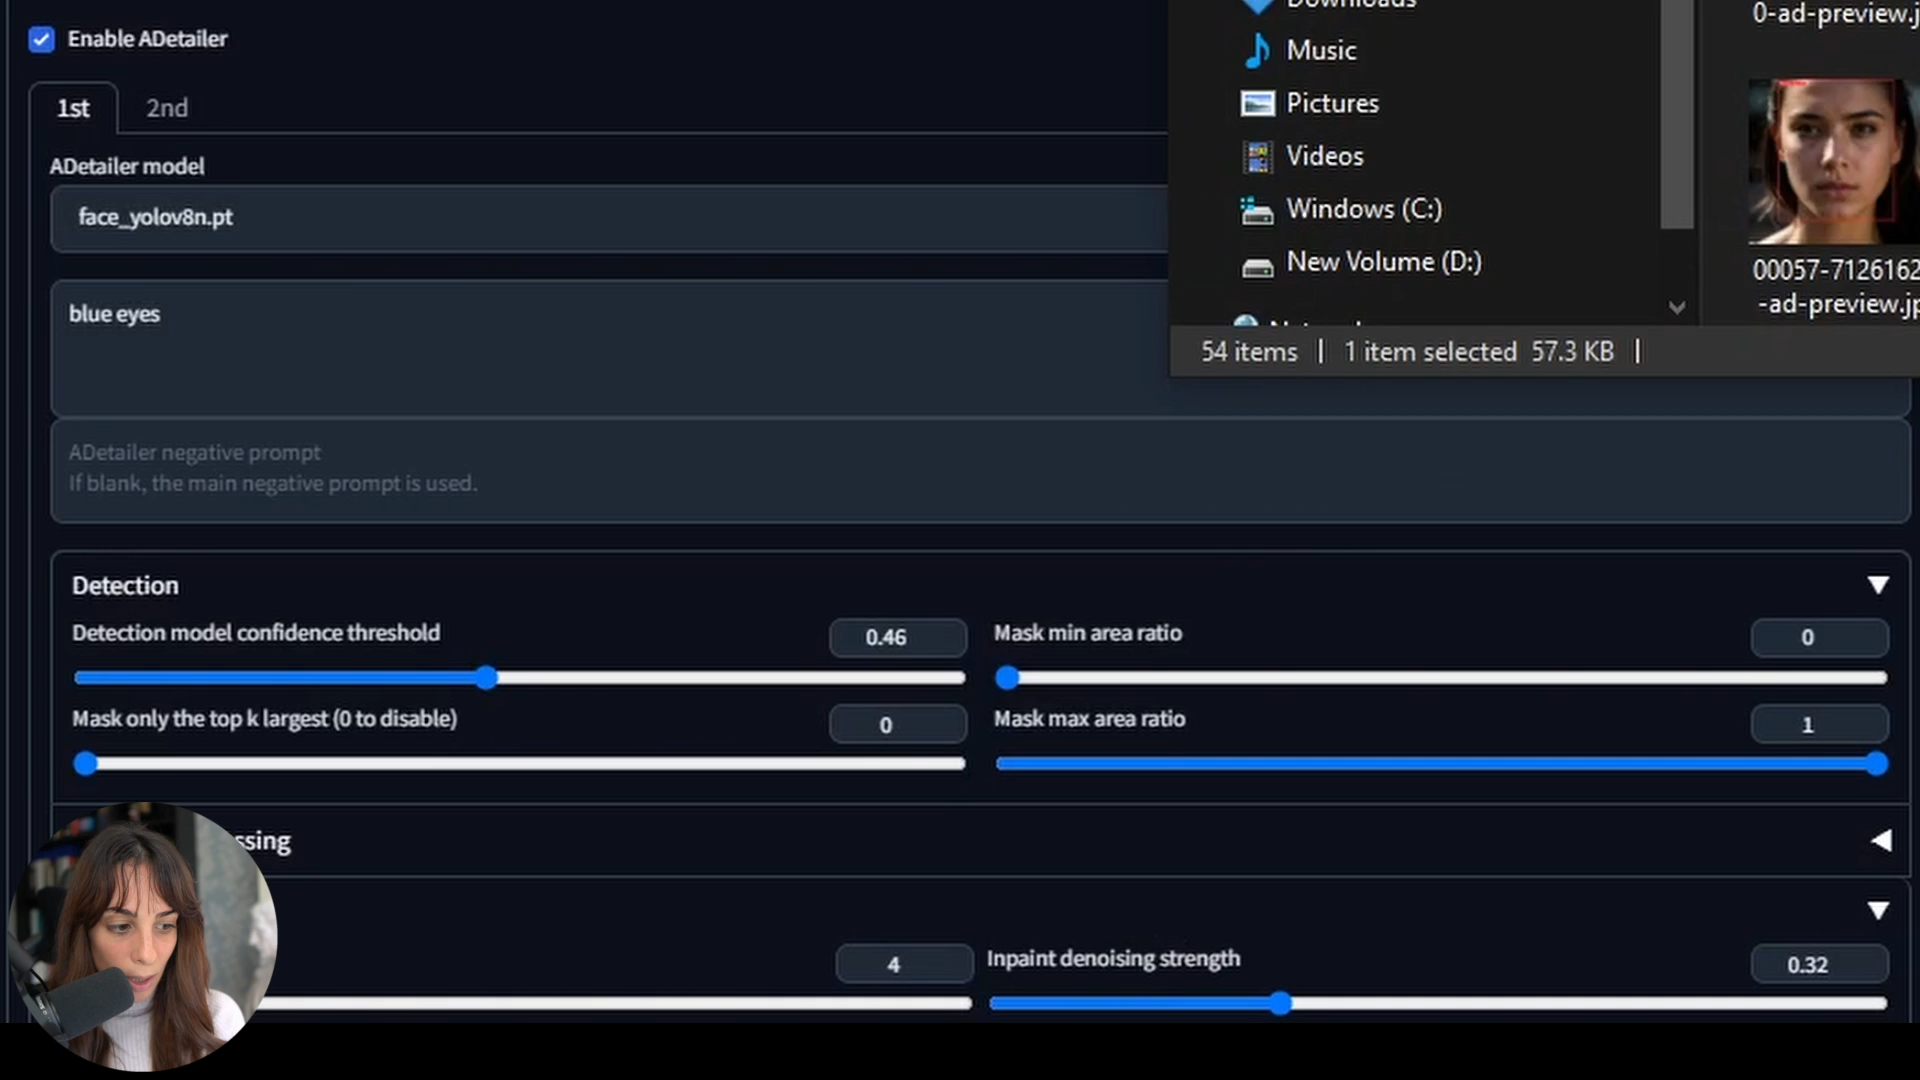 Enable ADetailer
1st
2nd
ADetailer model
face_yolov8n.pt
blue eyes
ADetailer negative prompt
If blank, the main negative prompt is used.
Detection
Detection model confidence threshold
0.46
Mask min area ratio
0
Mask only the top k largest (0 to disable)
0
Mask max area ratio
1
ssing
4
Inpaint denoising strength
0.32
Downloads
Music
Pictures
Videos
Windows (C:)
New Volume (D:)
54 items
1 item selected 57.3 KB
0-ad-preview.j
00057-7126162
-ad-preview.jp